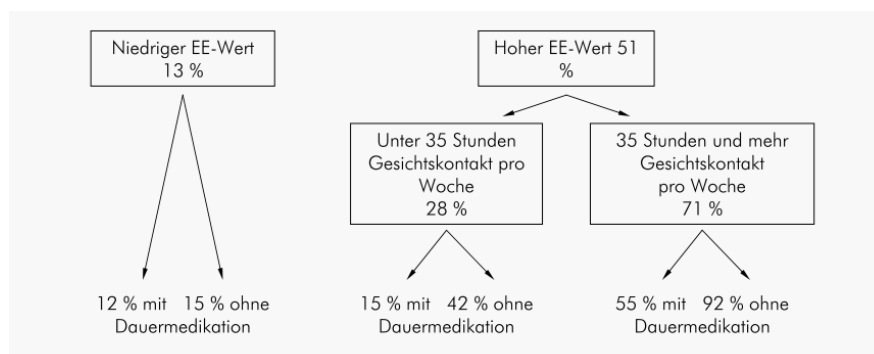 Niedriger EE-Wert
13 %
Hoher EE-Wert 51
%
Unter 35 Stunden
Gesichtskontakt pro
Woche
28 %
35 Stunden und mehr
Gesichtskontakt
pro Woche
71 %
12 % mit 15 % ohne
Dauermedikation
15 % mit 42 % ohne
Dauermedikation
55 % mit 92 % ohne
Dauermedikation